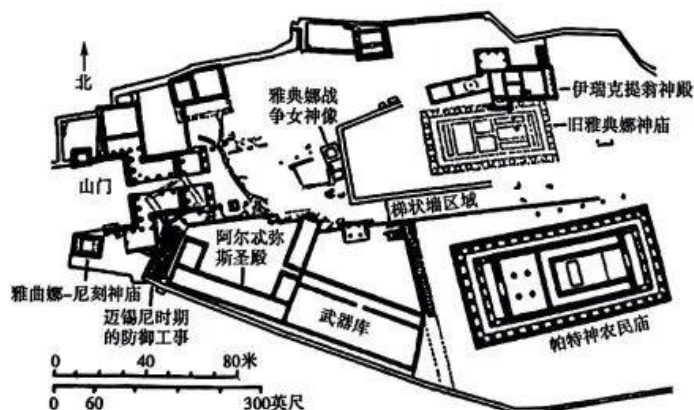 北
雅典娜战
争女神像
伊瑞克提翁神殿
旧雅典娜神庙
山门
梯状墙区域
阿尔忒弥
斯圣殿
雅曲娜-尼刻神庙
迈锡尼时期
的防御工事
武器库
帕特神农民庙
0 40 80米
0 60 300英尺